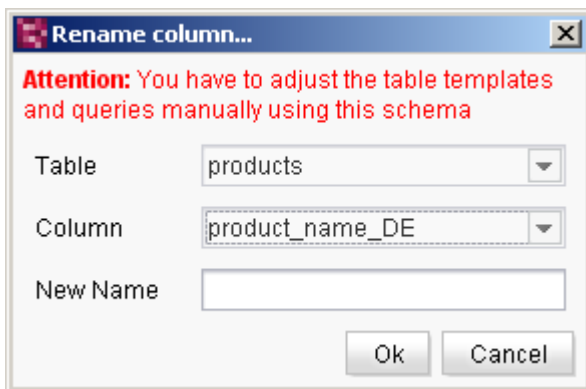 Rename column...
Attention: You have to adjust the table templates
and queries manually using this schema
Table products
Column product_name_DE
New Name
Ok Cancel